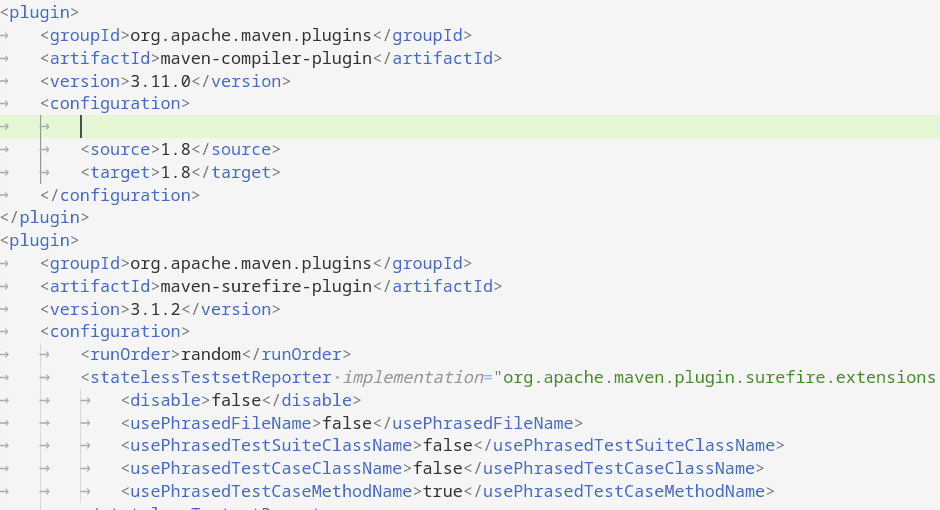 <plugin>
<groupId>org.apache.maven.plugins</groupId>
<artifactId>maven-compiler-plugin</artifactId>
<version>3.11.0</version>
<configuration>
<source>1.8</source>
<target>1.8</target>
</configuration>
</plugin>
<plugin>
<groupId>org.apache.maven.plugins</groupId>
<artifactId>maven-surefire-plugin</artifactId>
<version>3.1.2</version>
<configuration>
<runOrder>random</runOrder>
<statelessTestsetReporter implementation="org.apache.maven.plugin.surefire.extensions
<disable>false</disable>
<usePhrasedFileName>false</usePhrasedFileName>
<usePhrasedTestSuiteClassName>false</usePhrasedTestSuiteClassName>
<usePhrasedTestCaseClassName>false</usePhrasedTestCaseClassName>
<usePhrasedTestCaseMethodName>true</usePhrasedTestCaseMethodName>